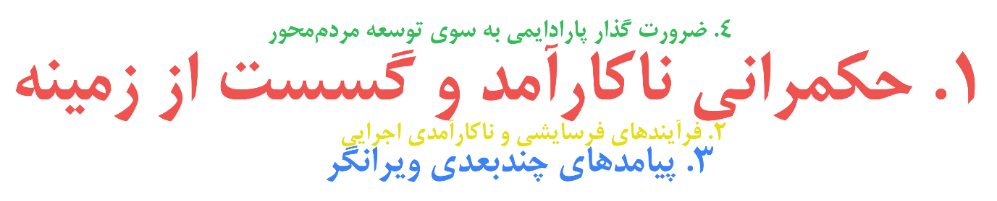 ۴. ضرورت گذار پارادایمی به سوی توسعه مردم‌محور
۱. حکمرانی ناکارآمد و گسست از زمینه
۲. فرآیندهای فرسایشی و ناکارآمدی اجرایی
۳. پیامدهای چندبعدی ویرانگر